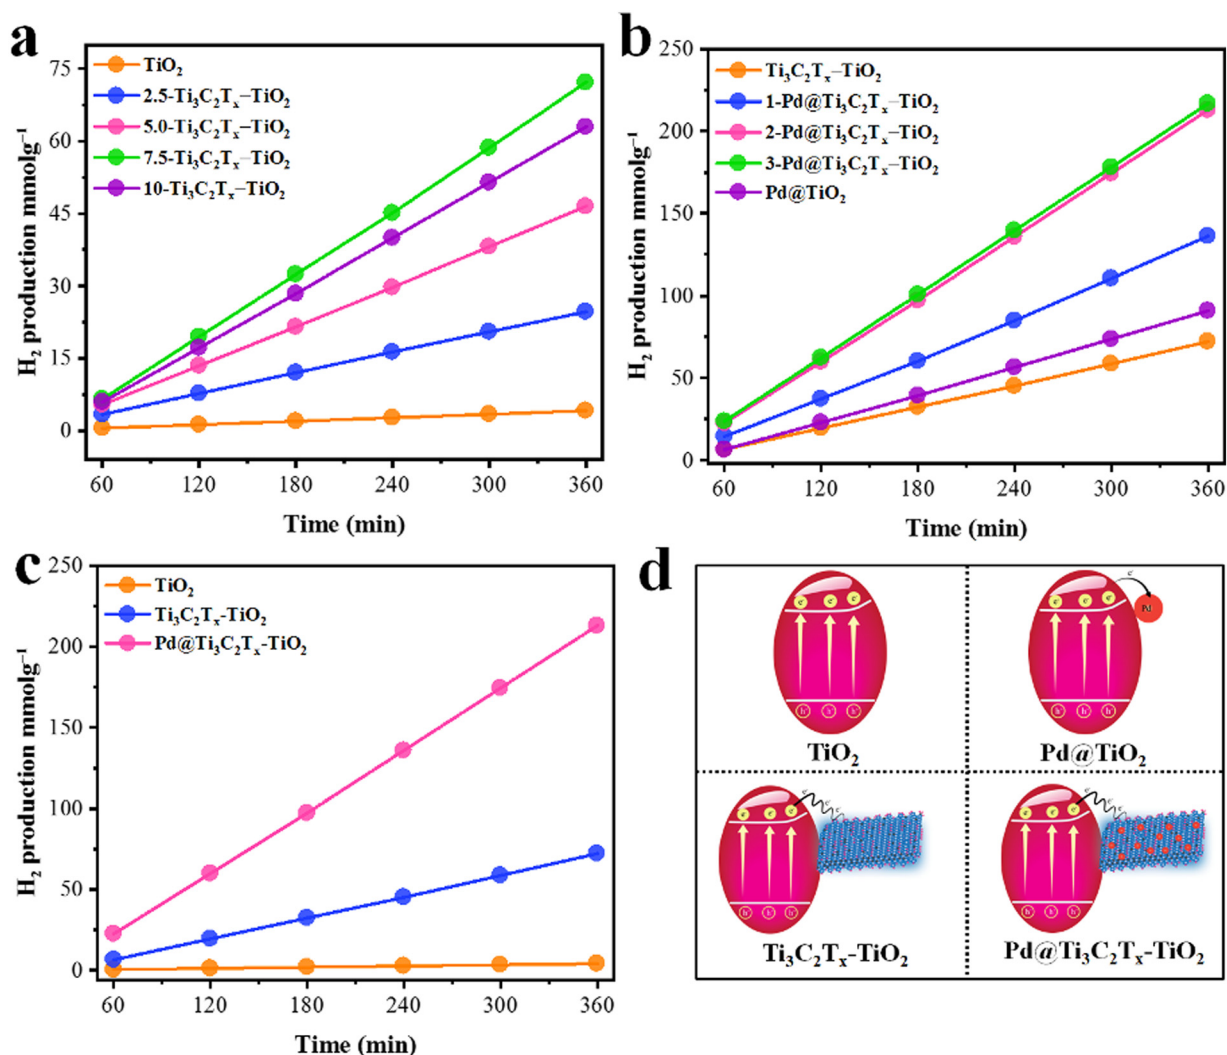 a
H₂ production mmolg⁻¹
75
60
45
30
15
0
TiO₂
2.5-Ti₃C₂Tₓ–TiO₂
5.0-Ti₃C₂Tₓ–TiO₂
7.5-Ti₃C₂Tₓ–TiO₂
10-Ti₃C₂Tₓ–TiO₂
60 120 180 240 300 360
Time (min)
b
H₂ production mmolg⁻¹
250
200
150
100
50
0
Ti₃C₂Tₓ–TiO₂
1-Pd@Ti₃C₂Tₓ–TiO₂
2-Pd@Ti₃C₂Tₓ–TiO₂
3-Pd@Ti₃C₂Tₓ–TiO₂
Pd@TiO₂
60 120 180 240 300 360
Time (min)
c
H₂ production mmolg⁻¹
250
200
150
100
50
0
TiO₂
Ti₃C₂Tₓ-TiO₂
Pd@Ti₃C₂Tₓ-TiO₂
60 120 180 240 300 360
Time (min)
d
e⁻ e⁻ e⁻
h⁺ h⁺ h⁺
TiO₂
e⁻
e⁻ e⁻ e⁻
Pd
h⁺ h⁺ h⁺
Pd@TiO₂
e⁻ e⁻
e⁻ e⁻ e⁻
h⁺ h⁺ h⁺
Ti₃C₂Tₓ-TiO₂
e⁻ e⁻
e⁻ e⁻ e⁻
h⁺ h⁺ h⁺
Pd@Ti₃C₂Tₓ-TiO₂